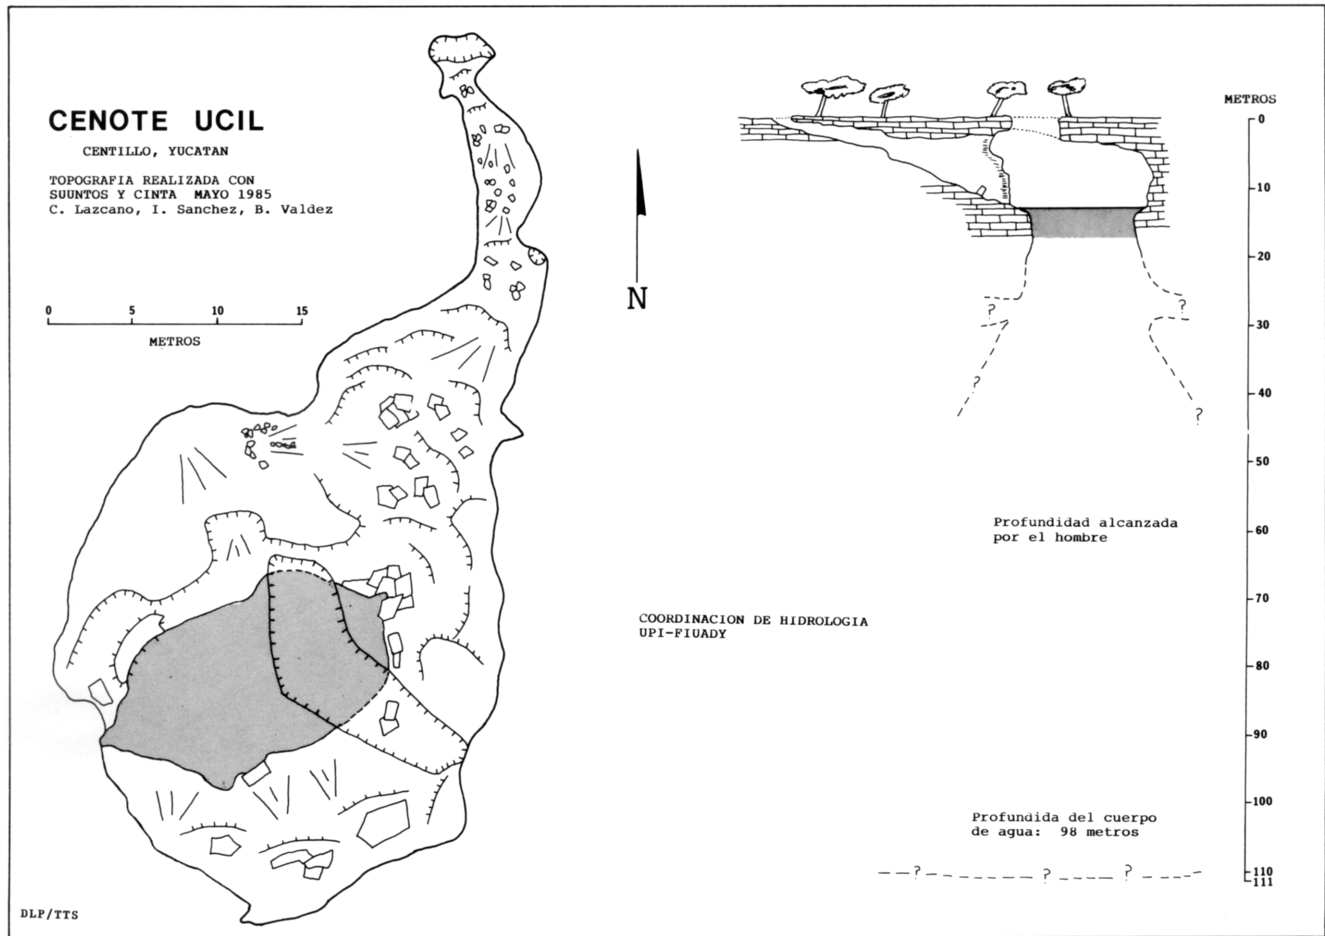 CENOTE UCIL
CENTILLO, YUCATAN
TOPOGRAFIA REALIZADA CON
SUUNTOS Y CINTA MAYO 1985
C. Lazcano, I. Sanchez, B. Valdez
0 5 10 15
METROS
N
METROS
0
10
20
30
40
50
60
70
80
90
100
110
111
? ?
?
?
Profundidad alcanzada
por el hombre
COORDINACION DE HIDROLOGIA
UPI-FIUADY
Profundida del cuerpo
de agua: 98 metros
? ? ?
DLP/TTS